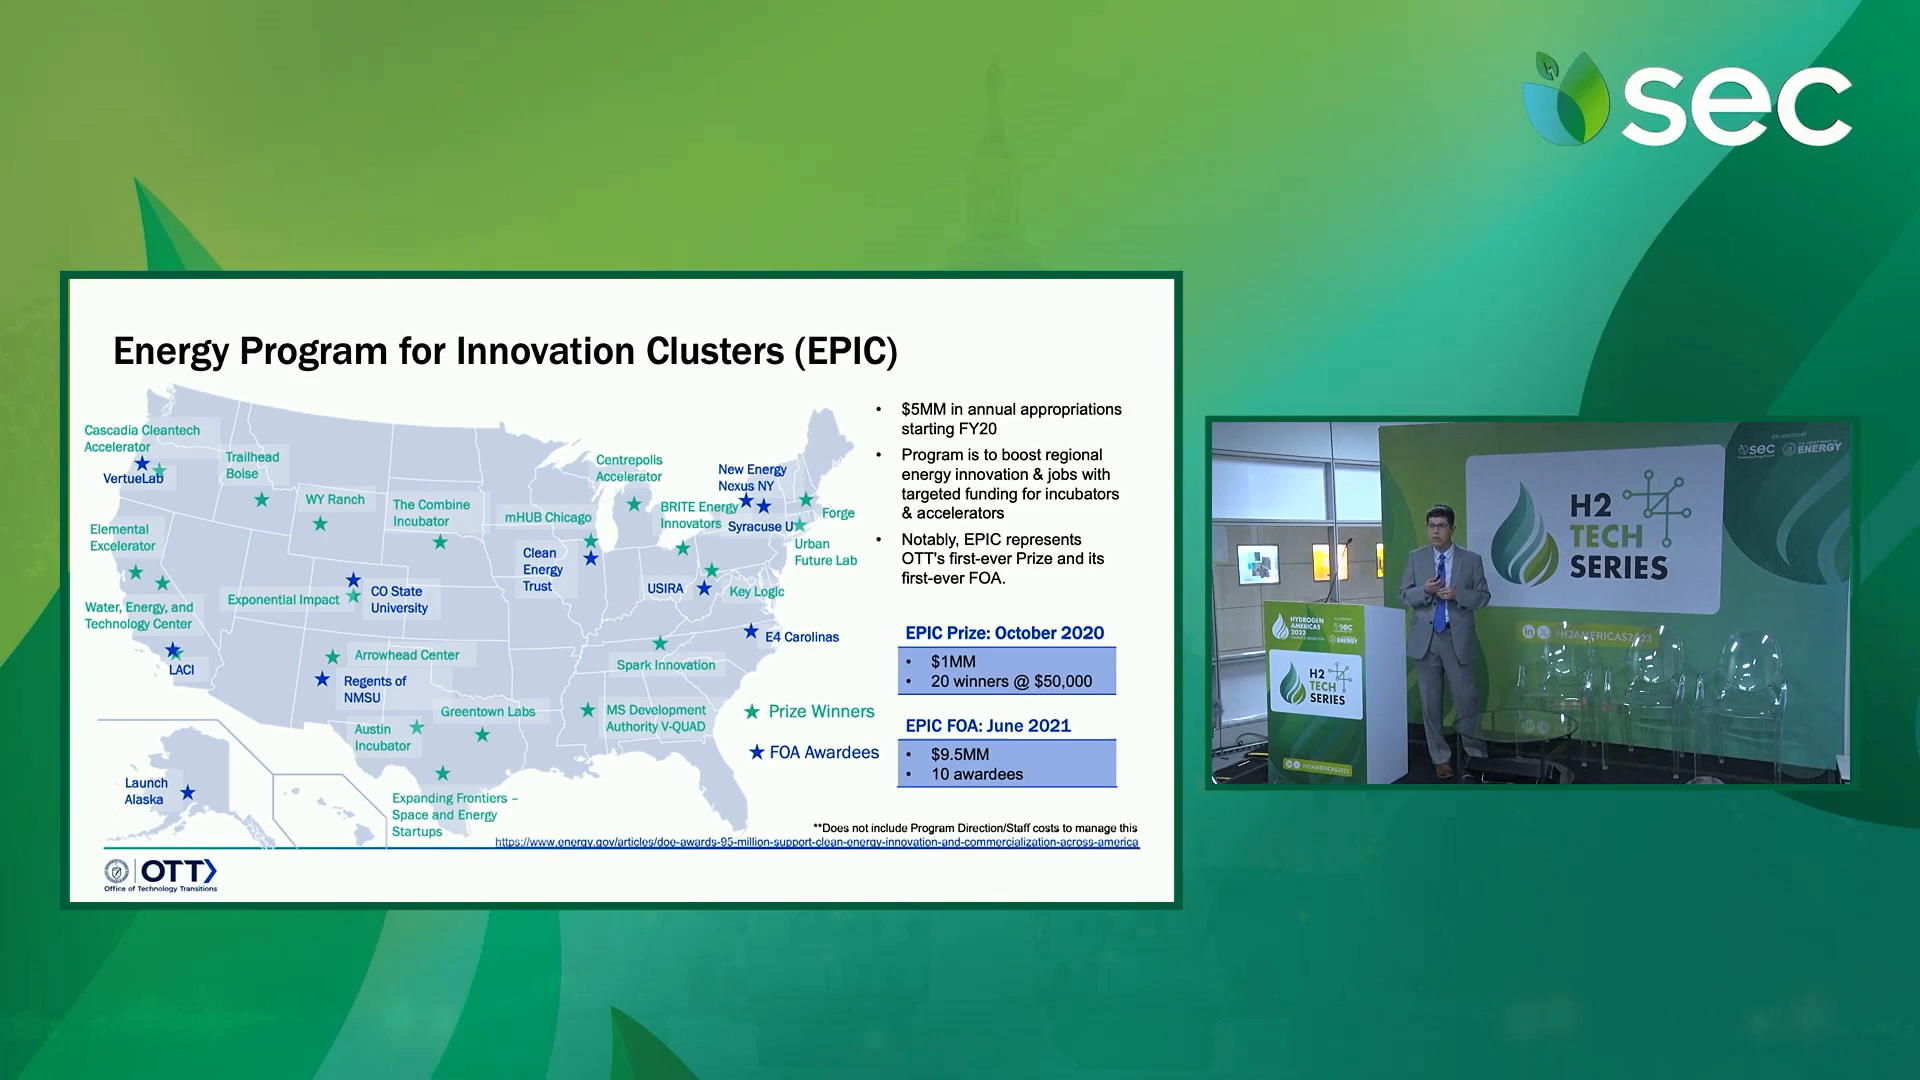 sec
Energy Program for Innovation Clusters (EPIC)
Cascadia Cleantech
Accelerator
VertueLab
Trailhead
Boise
WY Ranch
The Combine
Incubator
Centrepolis
Accelerator
mHUB Chicago
New Energy
Nexus NY
BRITE Energy
Innovators
Syracuse U
Forge
Urban
Future Lab
Elemental
Excelerator
Clean
Energy
Trust
USIRA
Key Logic
Exponential Impact
CO State
University
Water, Energy, and
Technology Center
E4 Carolinas
LACI
Arrowhead Center
Regents of
NMSU
Spark Innovation
Greentown Labs
MS Development
Authority V-QUAD
Austin
Incubator
Launch
Alaska
Expanding Frontiers –
Space and Energy
Startups
Prize Winners
FOA Awardees
• $5MM in annual appropriations
starting FY20
• Program is to boost regional
energy innovation & jobs with
targeted funding for incubators
& accelerators
• Notably, EPIC represents
OTT's first-ever Prize and its
first-ever FOA.
EPIC Prize: October 2020
• $1MM
• 20 winners @ $50,000
EPIC FOA: June 2021
• $9.5MM
• 10 awardees
**Does not include Program Direction/Staff costs to manage this
https://www.energy.gov/articles/doe-awards-95-million-support-clean-energy-innovation-and-commercialization-across-america
OTT
Office of Technology Transitions
sec
ENERGY
H2
TECH
SERIES
#H2AMERICAS2023
HYDROGEN
AMERICAS
2023
sec
ENERGY
H2
TECH
SERIES
#H2AMERICAS2023